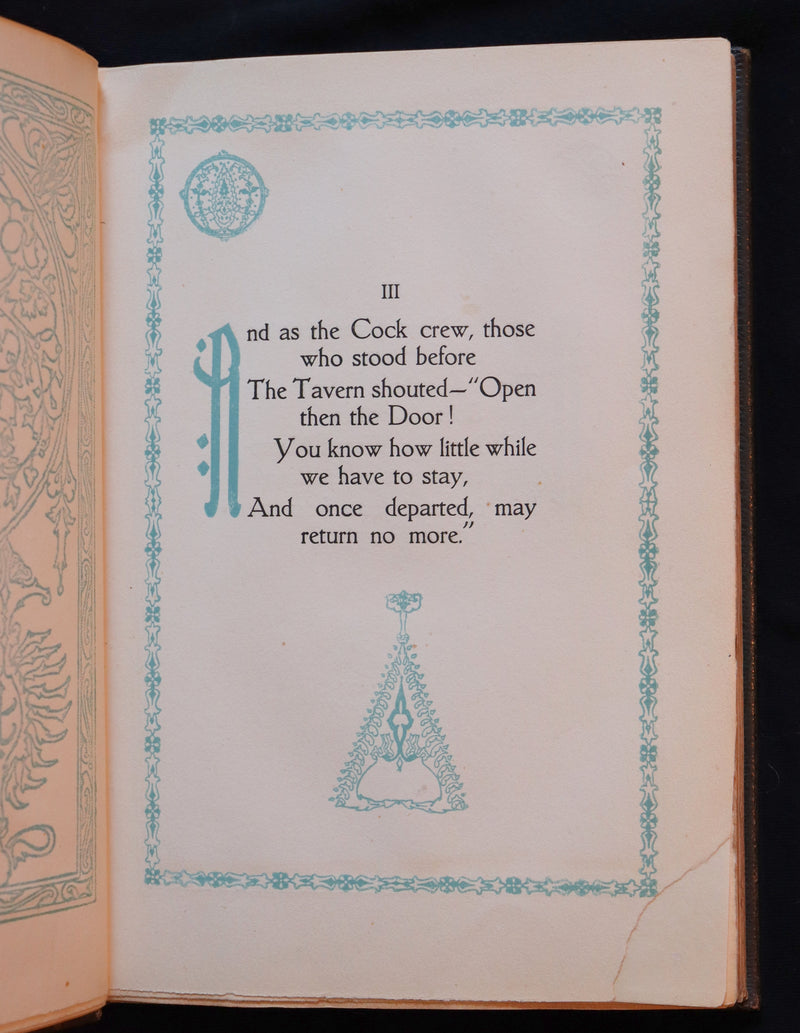 III
And as the Cock crew, those
who stood before
The Tavern shouted—"Open
then the Door!
You know how little while
we have to stay,
And once departed, may
return no more."